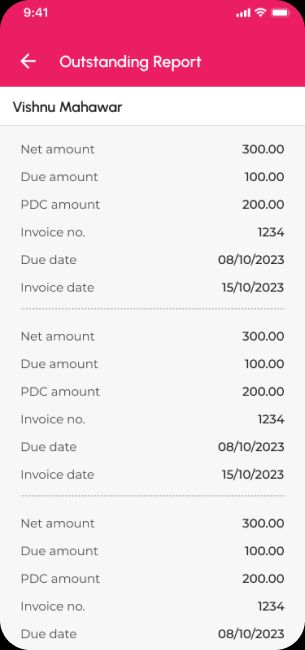 9:41
Outstanding Report
Vishnu Mahawar
Net amount 300.00
Due amount 100.00
PDC amount 200.00
Invoice no. 1234
Due date 08/10/2023
Invoice date 15/10/2023
Net amount 300.00
Due amount 100.00
PDC amount 200.00
Invoice no. 1234
Due date 08/10/2023
Invoice date 15/10/2023
Net amount 300.00
Due amount 100.00
PDC amount 200.00
Invoice no. 1234
Due date 08/10/2023